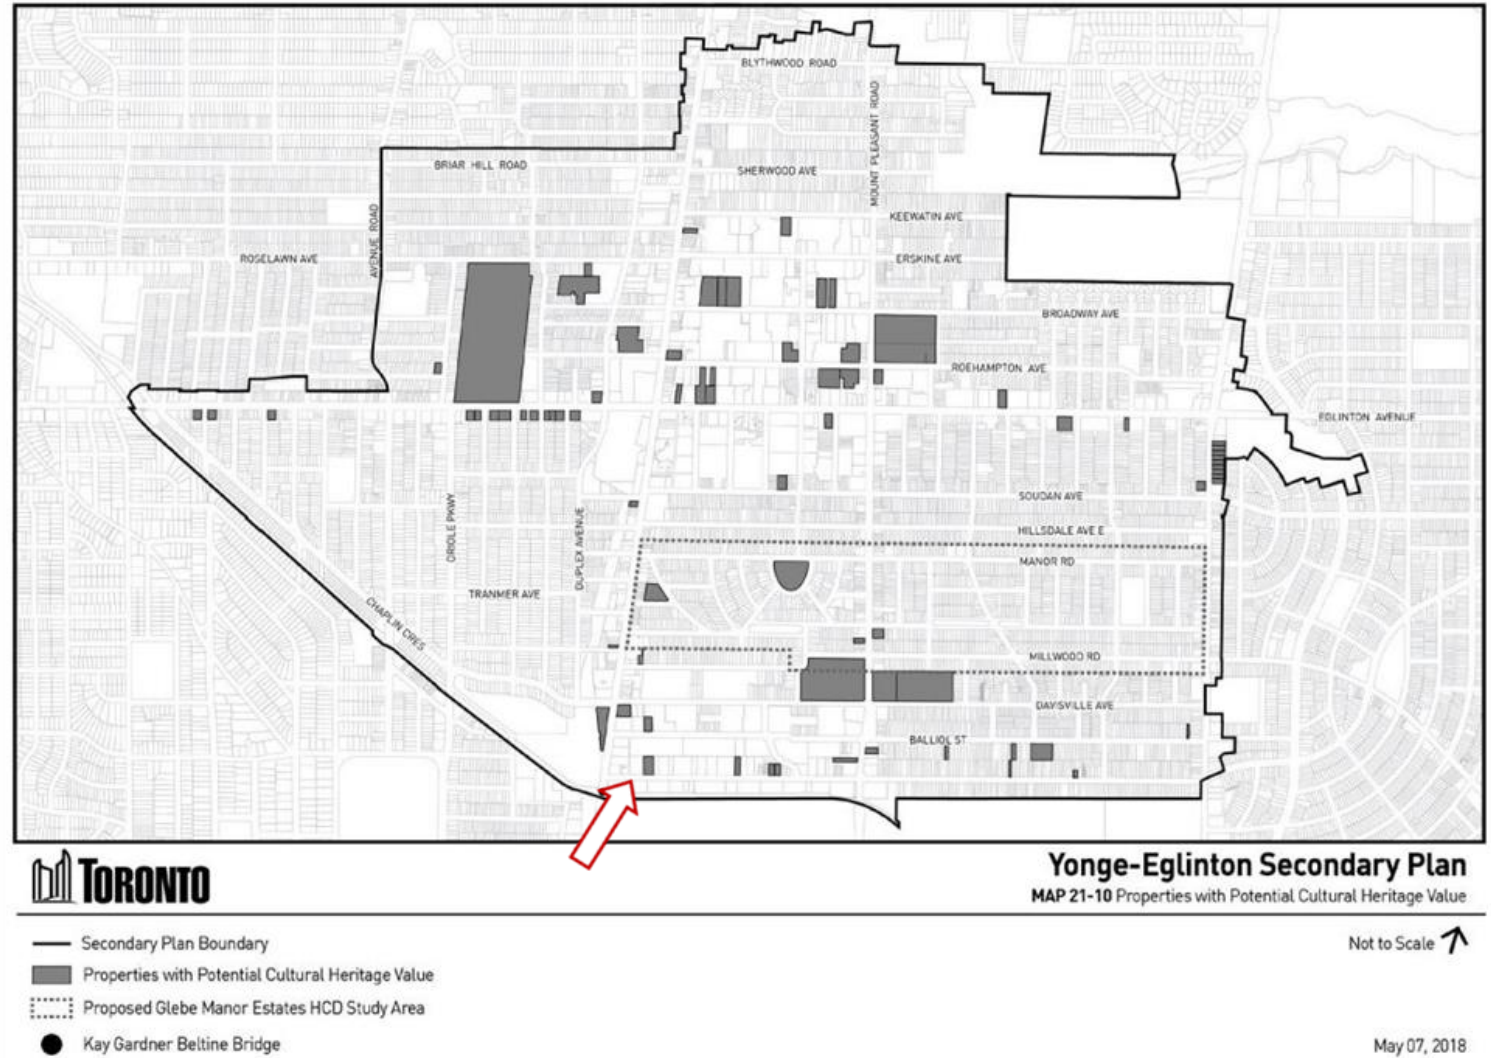 BLYTHWOOD ROAD
MOUNT PLEASANT ROAD
BRIAR HILL ROAD
SHERWOOD AVE
KEEWATIN AVE
AVENUE ROAD
ROSELAWN AVE
ERSKINE AVE
BROADWAY AVE
ROEHAMPTON AVE
EGLINTON AVENUE
SOUDAN AVE
ORIOLE PKWY
DUPLEX AVENUE
HILLSDALE AVE E
MANOR RD
TRANMER AVE
CHAPLIN CRES
MILLWOOD RD
DAVISVILLE AVE
BALLIOL ST
TORONTO
Yonge-Eglinton Secondary Plan
MAP 21-10 Properties with Potential Cultural Heritage Value
Secondary Plan Boundary
Not to Scale
Properties with Potential Cultural Heritage Value
Proposed Glebe Manor Estates HCD Study Area
Kay Gardner Beltine Bridge
May 07, 2018